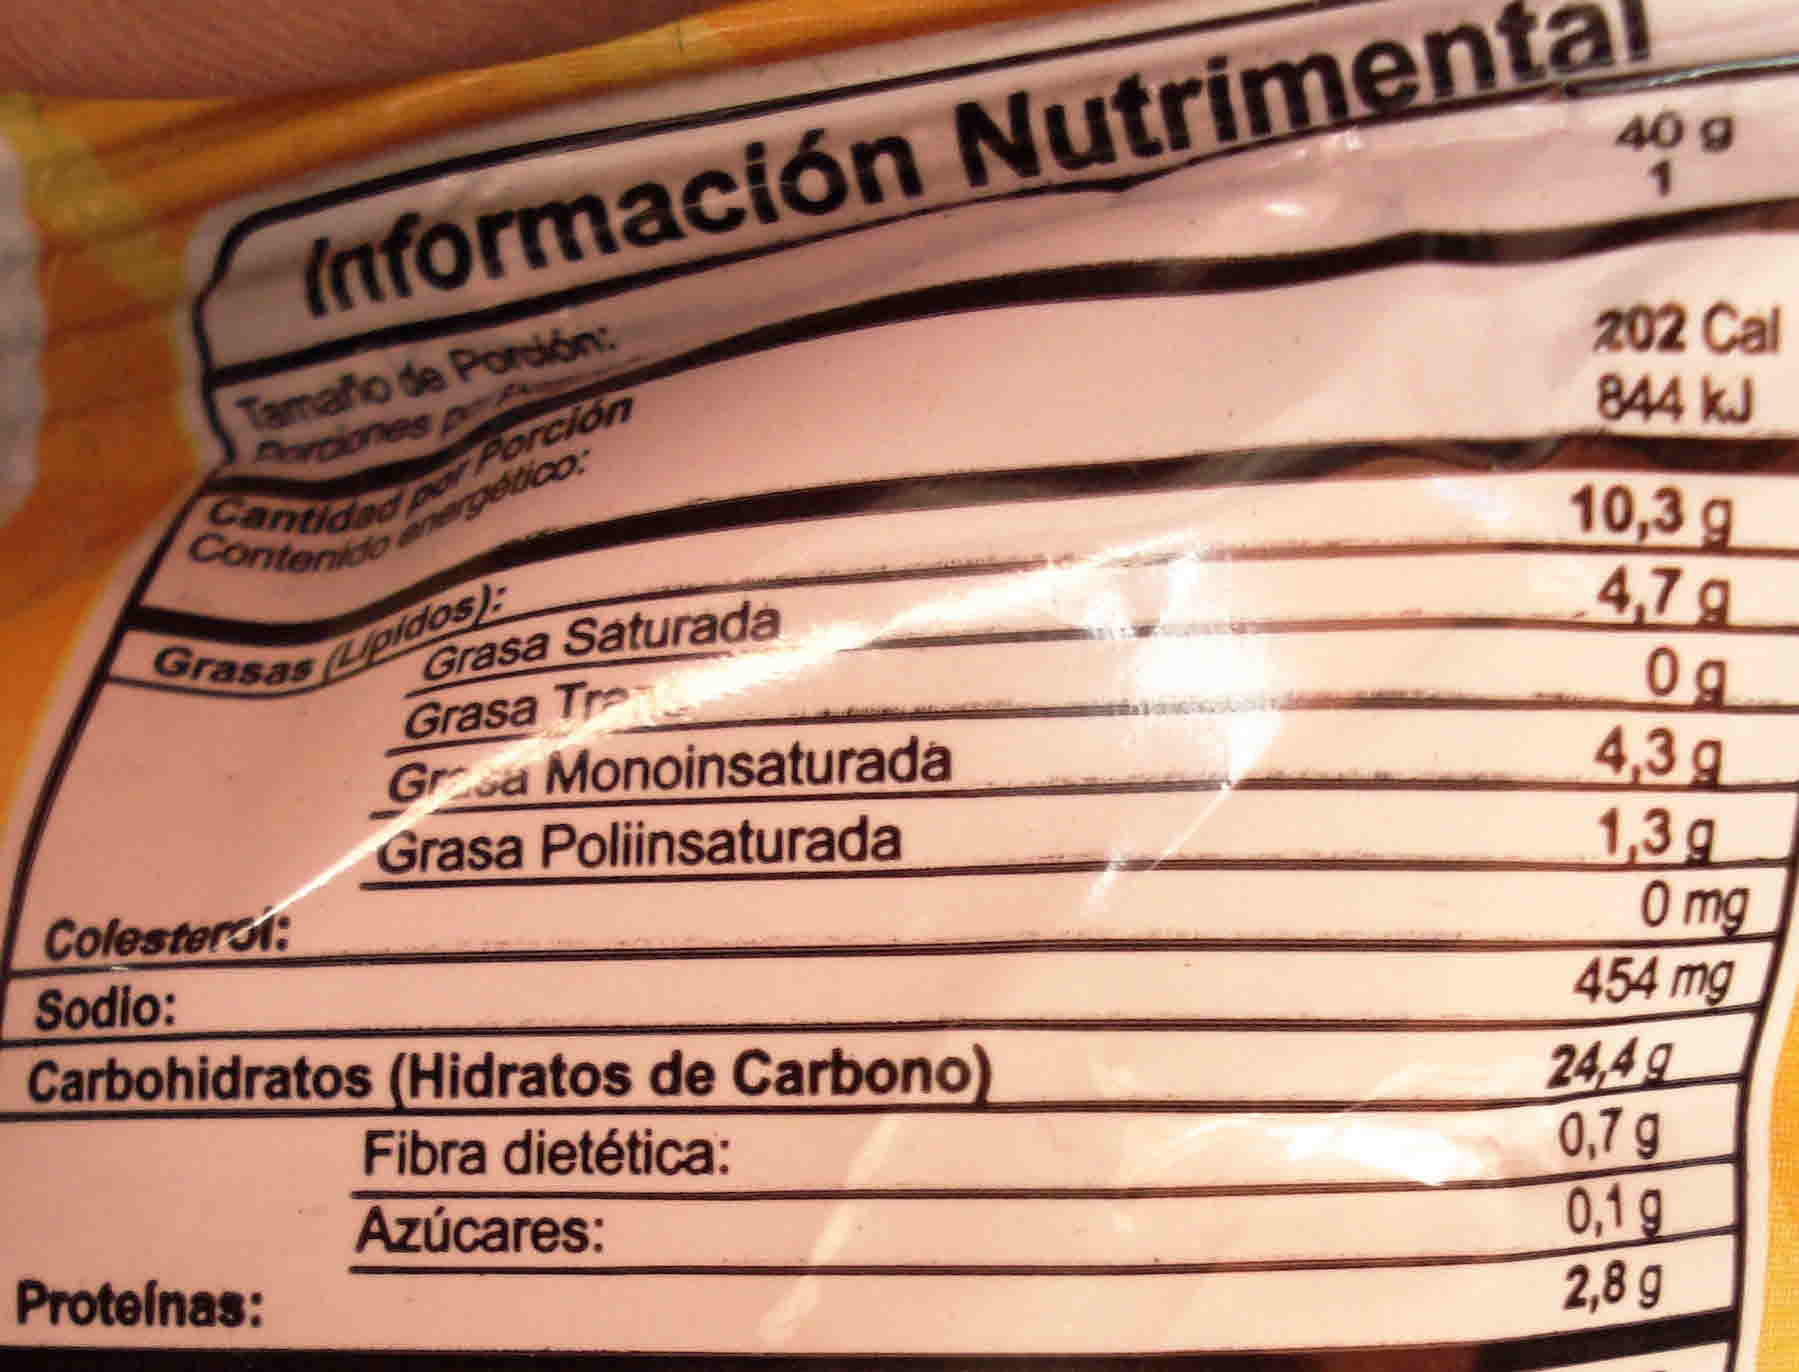 Información Nutrimental
Tamaño de Porción: 40 g
Porciones 1
Cantidad por Porción
Contenido energético: 202 Cal
844 kJ
Grasas (Lípidos): 10,3 g
Grasa Saturada 4,7 g
Grasa 0 g
Grasa Monoinsaturada 4,3 g
Grasa Poliinsaturada 1,3 g
Colesterol: 0 mg
Sodio: 454 mg
Carbohidratos (Hidratos de Carbono) 24,4 g
Fibra dietética: 0,7 g
Azúcares: 0,1 g
Proteínas: 2,8 g